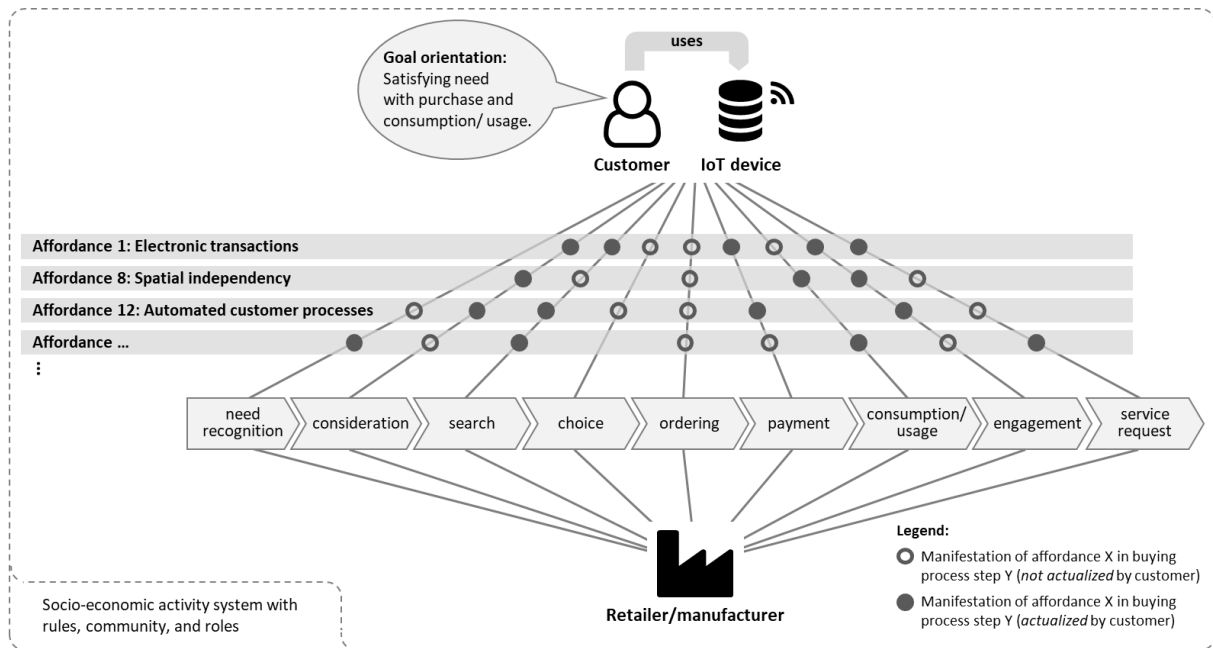 uses
Goal orientation:
Satisfying need
with purchase and
consumption/ usage.
Customer
IoT device
Affordance 1: Electronic transactions
Affordance 8: Spatial independency
Affordance 12: Automated customer processes
Affordance ...
⋮
need
recognition
consideration
search
choice
ordering
payment
consumption/
usage
engagement
service
request
Retailer/manufacturer
Legend:
Manifestation of affordance X in buying
process step Y (not actualized by customer)
Manifestation of affordance X in buying
process step Y (actualized by customer)
Socio-economic activity system with
rules, community, and roles